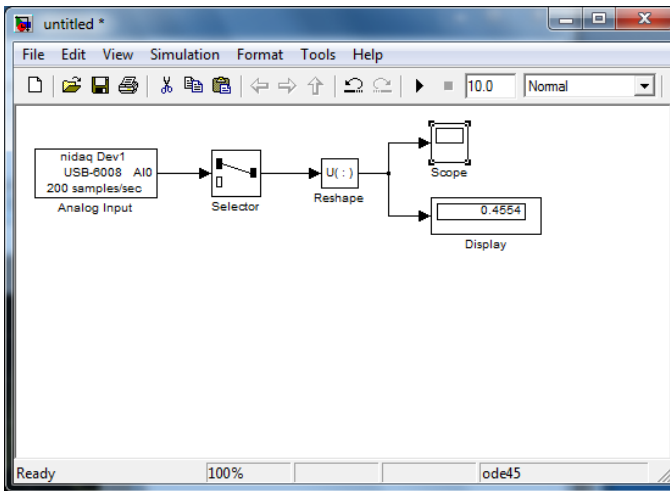 untitled *
File Edit View Simulation Format Tools Help
10.0 Normal
nidaq Dev1
USB-6008 AI0
200 samples/sec
Analog Input
Selector
U( : )
Reshape
Scope
0.4554
Display
Ready 100% ode45